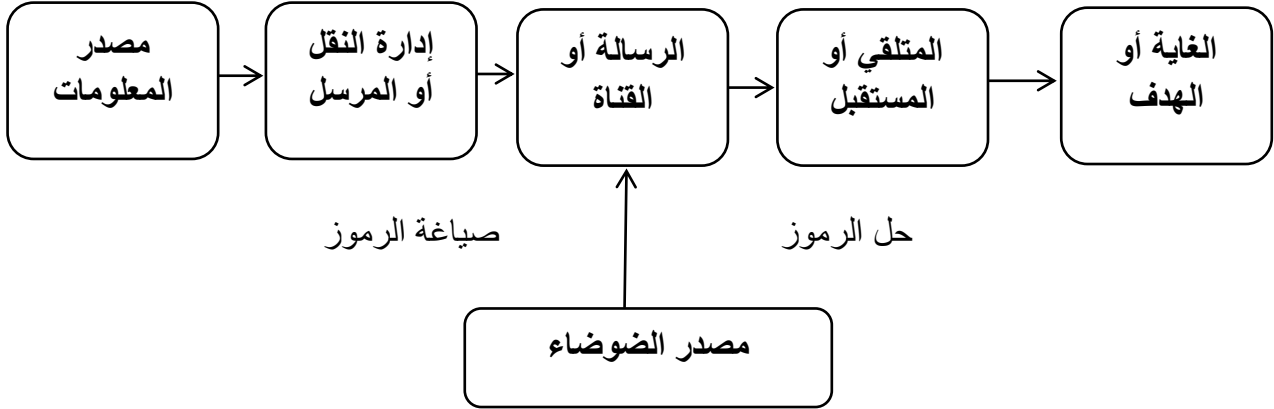 مصدر
المعلومات
إدارة النقل
أو المرسل
الرسالة أو
القناة
المتلقي أو
المستقبل
الغاية أو
الهدف
صياغة الرموز
حل الرموز
مصدر الضوضاء